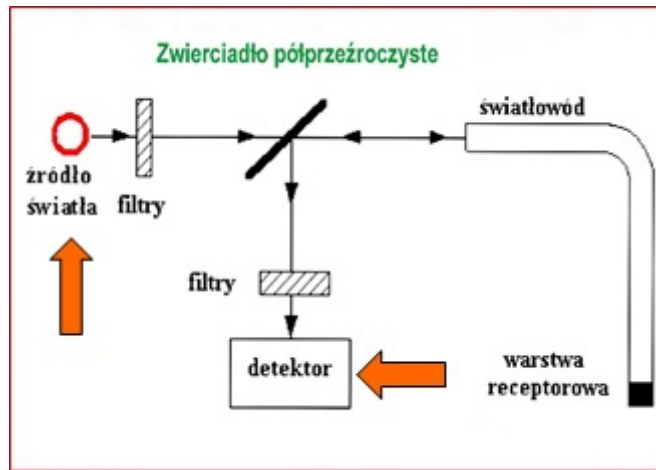 Zwierciadło półprzeźroczyste
światłowód
źródło
światła
filtry
filtry
detektor
warstwa
receptorowa